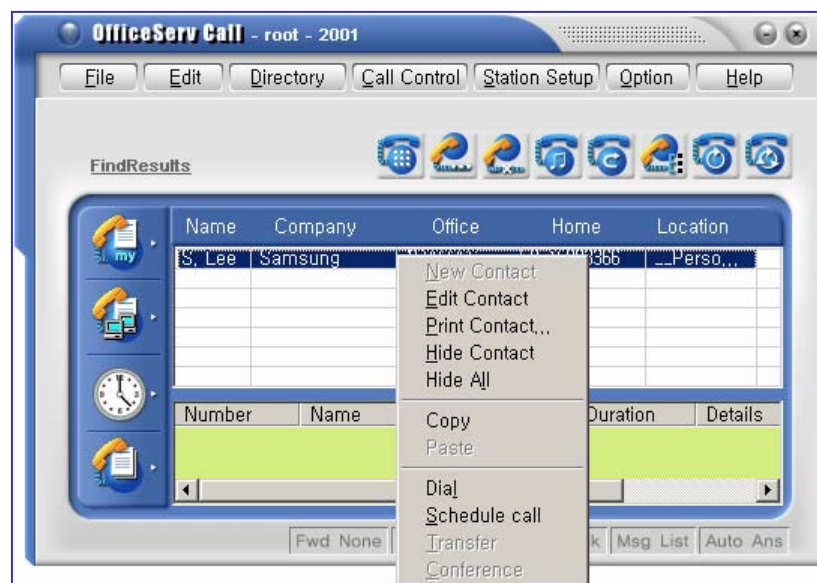 OfficeServ Call - root - 2001
File Edit Directory Call Control Station Setup Option Help
FindResults
my
Name Company Office Home Location
S, Lee Samsung 3366 __Perso,,,
New Contact
Edit Contact
Print Contact,,,
Hide Contact
Hide All
Number Name Duration Details
Copy
Paste
Dial
Schedule call
Fwd None Transfer k Msg List Auto Ans
Conference